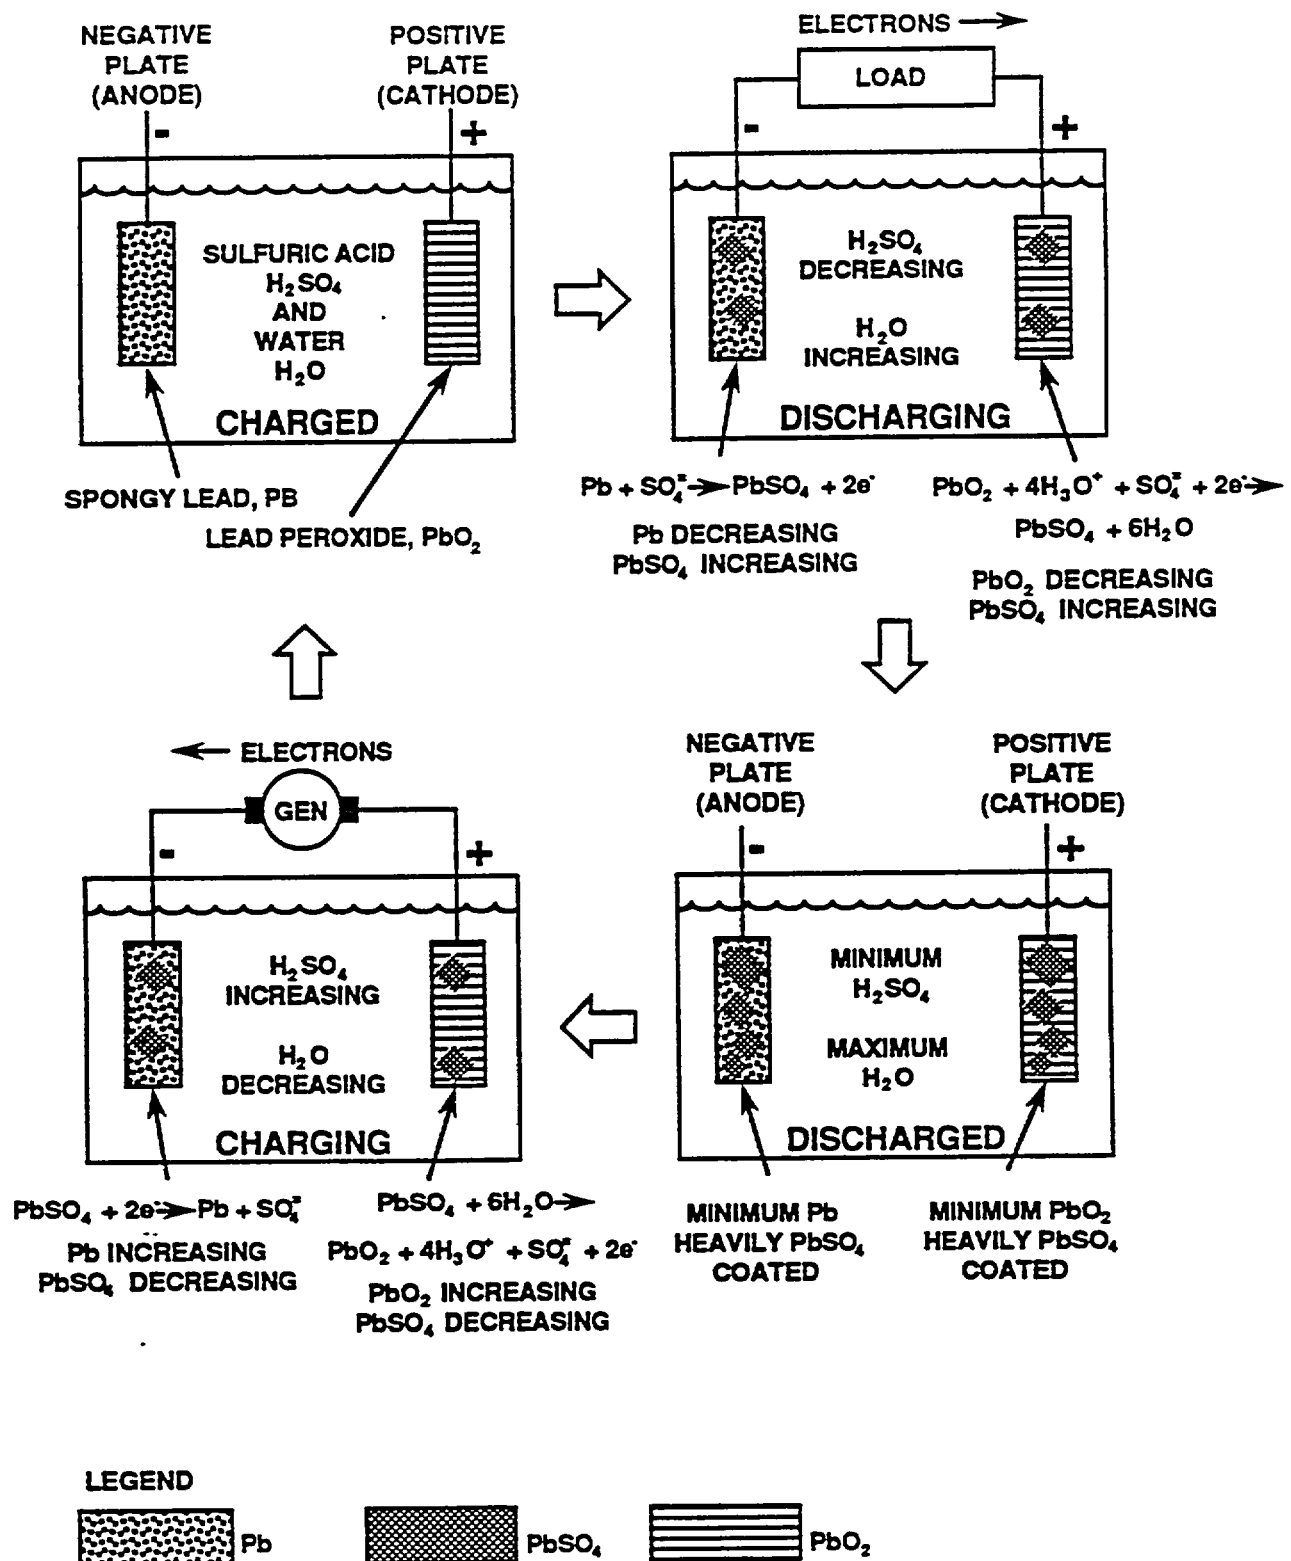 NEGATIVE
PLATE
(ANODE)
-
POSITIVE
PLATE
(CATHODE)
+
SULFURIC ACID
H₂SO₄
AND
WATER
H₂O
CHARGED
SPONGY LEAD, PB
LEAD PEROXIDE, PbO₂
ELECTRONS →
LOAD
-
+
H₂SO₄
DECREASING
H₂O
INCREASING
DISCHARGING
Pb + SO₄⁼ → PbSO₄ + 2e⁻
Pb DECREASING
PbSO₄ INCREASING
PbO₂ + 4H₃O⁺ + SO₄⁼ + 2e⁻ →
PbSO₄ + 6H₂O
PbO₂ DECREASING
PbSO₄ INCREASING
← ELECTRONS
GEN
-
+
H₂SO₄
INCREASING
H₂O
DECREASING
CHARGING
PbSO₄ + 2e⁻ → Pb + SO₄⁼
Pb INCREASING
PbSO₄ DECREASING
PbSO₄ + 6H₂O →
PbO₂ + 4H₃O⁺ + SO₄⁼ + 2e⁻
PbO₂ INCREASING
PbSO₄ DECREASING
NEGATIVE
PLATE
(ANODE)
-
POSITIVE
PLATE
(CATHODE)
+
MINIMUM
H₂SO₄
MAXIMUM
H₂O
DISCHARGED
MINIMUM Pb
HEAVILY PbSO₄
COATED
MINIMUM PbO₂
HEAVILY PbSO₄
COATED
LEGEND
Pb
PbSO₄
PbO₂